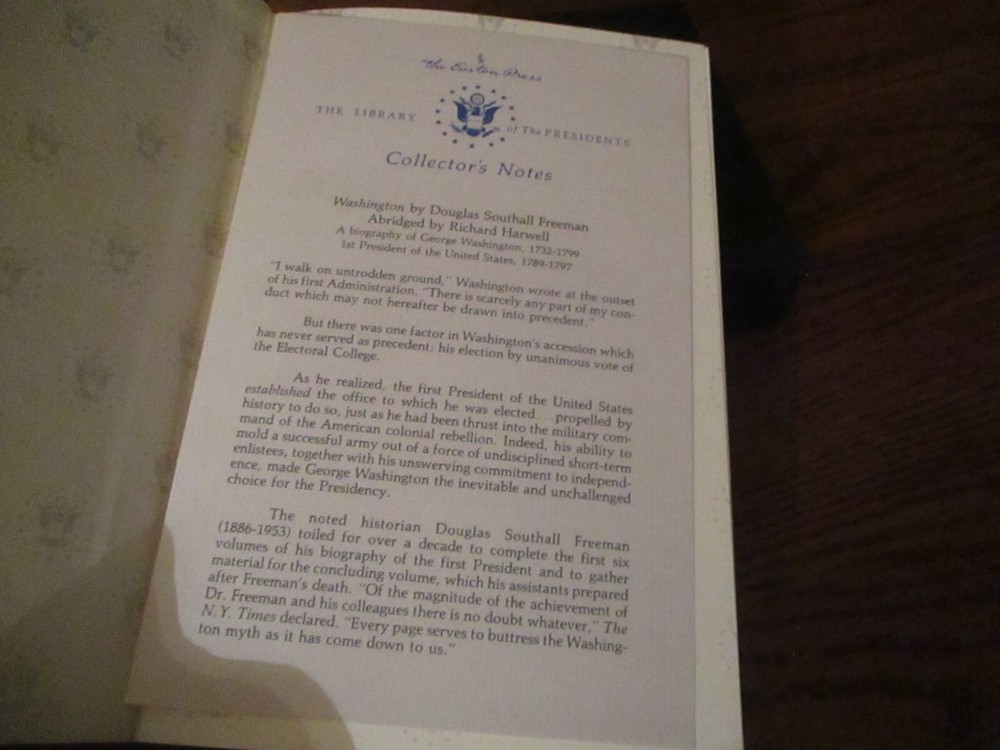 The Easton Press
THE LIBRARY of The PRESIDENTS
Collector's Notes
Washington by Douglas Southall Freeman
Abridged by Richard Harwell
A biography of George Washington, 1732-1799
1st President of the United States, 1789-1797
"I walk on untrodden ground," Washington wrote at the outset
of his first Administration. "There is scarcely any part of my con-
duct which may not hereafter be drawn into precedent."
But there was one factor in Washington's accession which
has never served as precedent: his election by unanimous vote of
the Electoral College.
As he realized, the first President of the United States
established the office to which he was elected . . . propelled by
history to do so, just as he had been thrust into the military com-
mand of the American colonial rebellion. Indeed, his ability to
mold a successful army out of a force of undisciplined short-term
enlistees, together with his unswerving commitment to independ-
ence, made George Washington the inevitable and unchallenged
choice for the Presidency.
The noted historian Douglas Southall Freeman
(1886-1953) toiled for over a decade to complete the first six
volumes of his biography of the first President and to gather
material for the concluding volume, which his assistants prepared
after Freeman's death. "Of the magnitude of the achievement of
Dr. Freeman and his colleagues there is no doubt whatever," The
N.Y. Times declared. "Every page serves to buttress the Washing-
ton myth as it has come down to us."